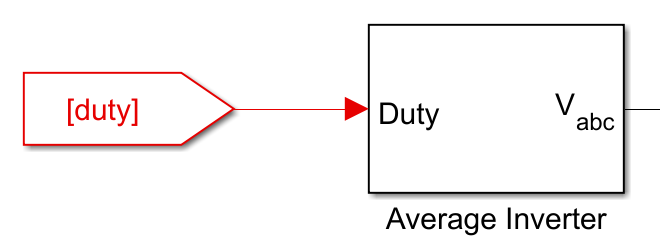 [duty]
Duty
Vabc
Average Inverter